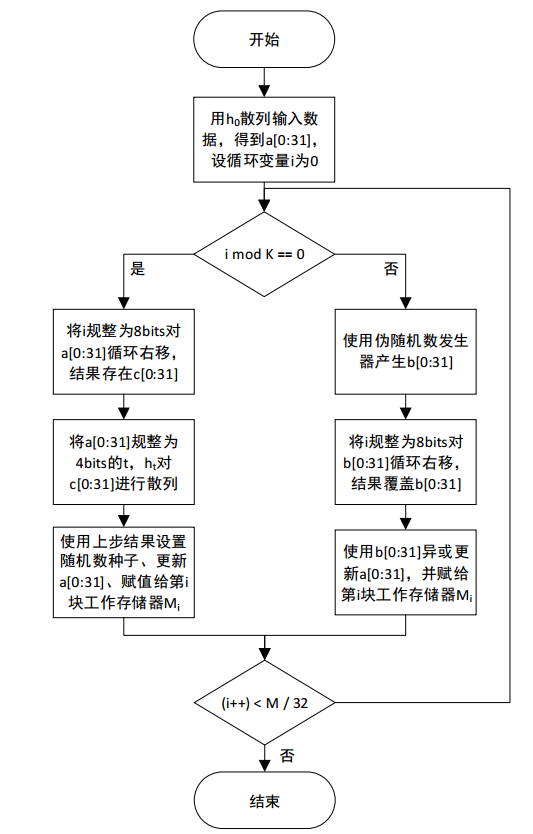 开始
用h₀散列输入数
据，得到a[0:31]，
设循环变量i为0
i mod K == 0
是
否
将i规整为8bits对
a[0:31]循环右移，
结果存在c[0:31]
使用伪随机数发生
器产生b[0:31]
将a[0:31]规整为
4bits的t，hₜ对
c[0:31]进行散列
将i规整为8bits对
b[0:31]循环右移，
结果覆盖b[0:31]
使用上步结果设置
随机数种子、更新
a[0:31]、赋值给第i
块工作存储器Mᵢ
使用b[0:31]异或更
新a[0:31]，并赋给
第i块工作存储器Mᵢ
(i++) < M / 32
否
结束